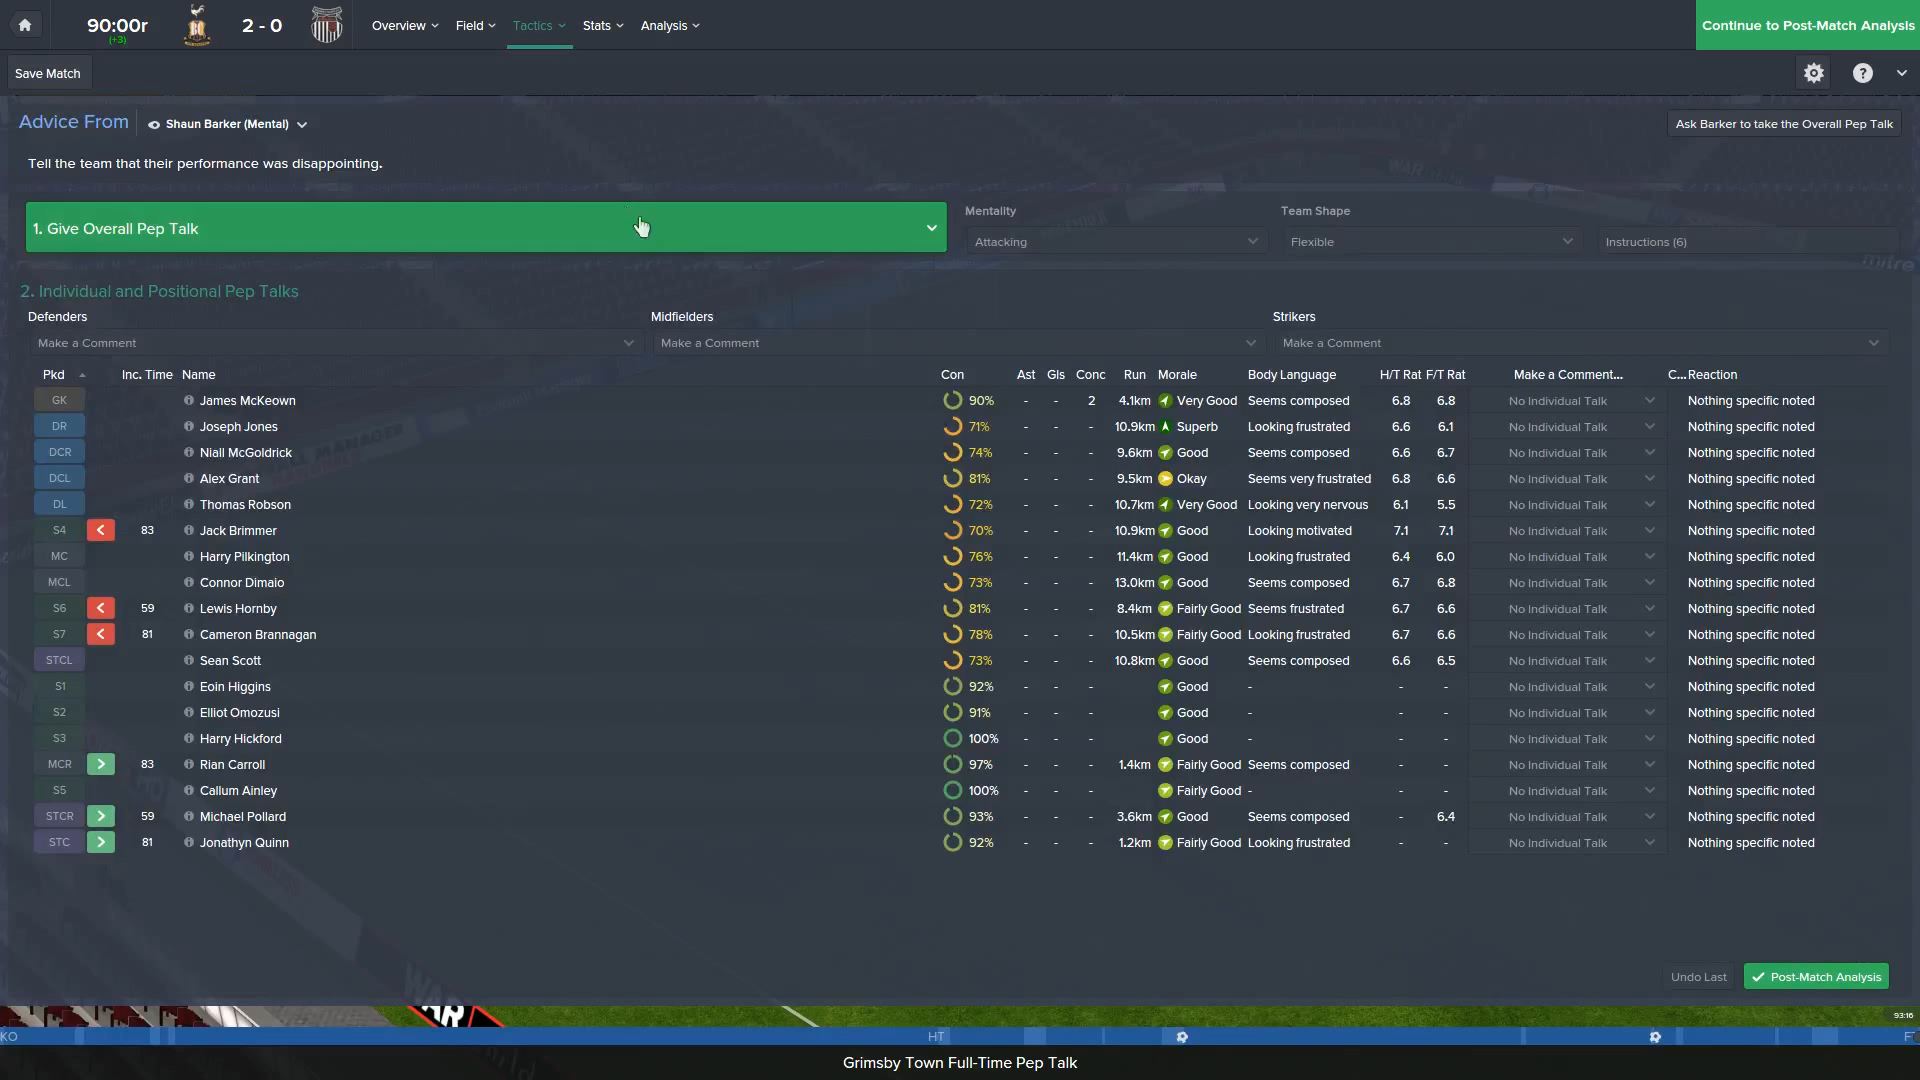 90:00r
(+3)
2 - 0
Overview
Field
Tactics
Stats
Analysis
Continue to Post-Match Analysis
Save Match
?
Advice From
Shaun Barker (Mental)
Ask Barker to take the Overall Pep Talk
Tell the team that their performance was disappointing.
1. Give Overall Pep Talk
Mentality
Attacking
Team Shape
Flexible
Instructions (6)
mitre
2. Individual and Positional Pep Talks
Defenders
Midfielders
Strikers
Make a Comment
Make a Comment
Make a Comment
Pkd Inc. Time Name Con Ast Gls Conc Run Morale Body Language H/T Rat F/T Rat Make a Comment... C... Reaction
GK James McKeown 90% - - 2 4.1km Very Good Seems composed 6.8 6.8 No Individual Talk Nothing specific noted
DR Joseph Jones 71% - - - 10.9km Superb Looking frustrated 6.6 6.1 No Individual Talk Nothing specific noted
DCR Niall McGoldrick 74% - - - 9.6km Good Seems composed 6.6 6.7 No Individual Talk Nothing specific noted
DCL Alex Grant 81% - - - 9.5km Okay Seems very frustrated 6.8 6.6 No Individual Talk Nothing specific noted
DL Thomas Robson 72% - - - 10.7km Very Good Looking very nervous 6.1 5.5 No Individual Talk Nothing specific noted
S4 83 Jack Brimmer 70% - - - 10.9km Good Looking motivated 7.1 7.1 No Individual Talk Nothing specific noted
MC Harry Pilkington 76% - - - 11.4km Good Looking frustrated 6.4 6.0 No Individual Talk Nothing specific noted
MCL Connor Dimaio 73% - - - 13.0km Good Seems composed 6.7 6.8 No Individual Talk Nothing specific noted
S6 59 Lewis Hornby 81% - - - 8.4km Fairly Good Seems frustrated 6.7 6.6 No Individual Talk Nothing specific noted
S7 81 Cameron Brannagan 78% - - - 10.5km Fairly Good Looking frustrated 6.7 6.6 No Individual Talk Nothing specific noted
STCL Sean Scott 73% - - - 10.8km Good Seems composed 6.6 6.5 No Individual Talk Nothing specific noted
S1 Eoin Higgins 92% - - - Good - - - No Individual Talk Nothing specific noted
S2 Elliot Omozusi 91% - - - Good - - - No Individual Talk Nothing specific noted
S3 Harry Hickford 100% - - - Good - - - No Individual Talk Nothing specific noted
MCR 83 Rian Carroll 97% - - - 1.4km Fairly Good Seems composed - - No Individual Talk Nothing specific noted
S5 Callum Ainley 100% - - - Fairly Good - - - No Individual Talk Nothing specific noted
STCR 59 Michael Pollard 93% - - - 3.6km Good Seems composed - 6.4 No Individual Talk Nothing specific noted
STC 81 Jonathyn Quinn 92% - - - 1.2km Fairly Good Looking frustrated - - No Individual Talk Nothing specific noted
Undo Last
Post-Match Analysis
WAR
93:16
KO
HT
Grimsby Town Full-Time Pep Talk